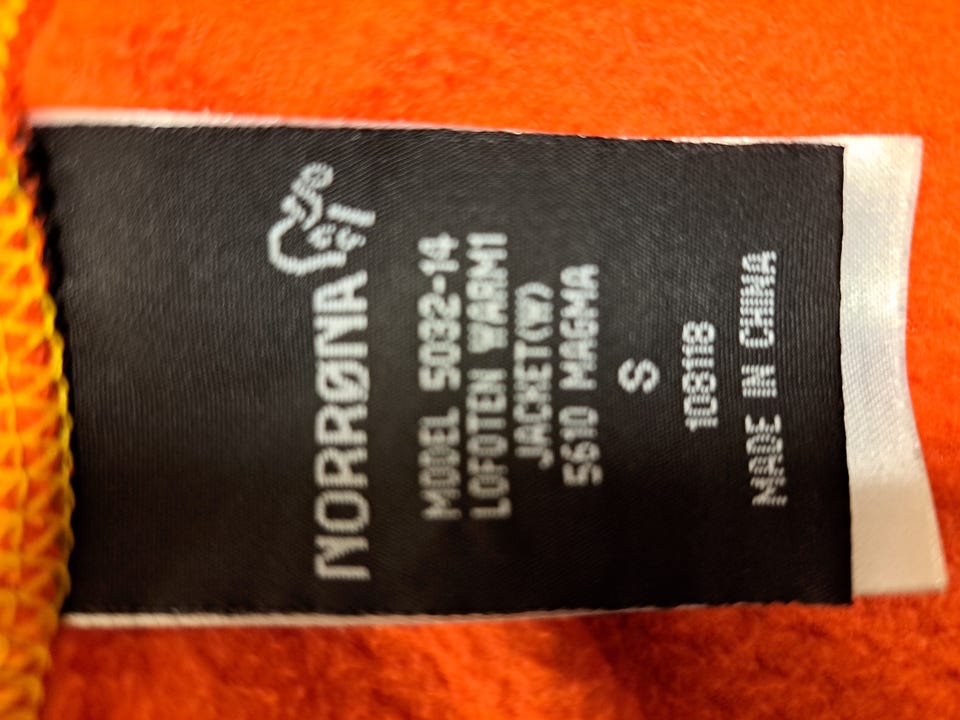 NORRØNA
MODEL 5032-14
LOFOTEN WARM1
JACKET(W)
5610 MAGMA
S
108118
MADE IN CHINA